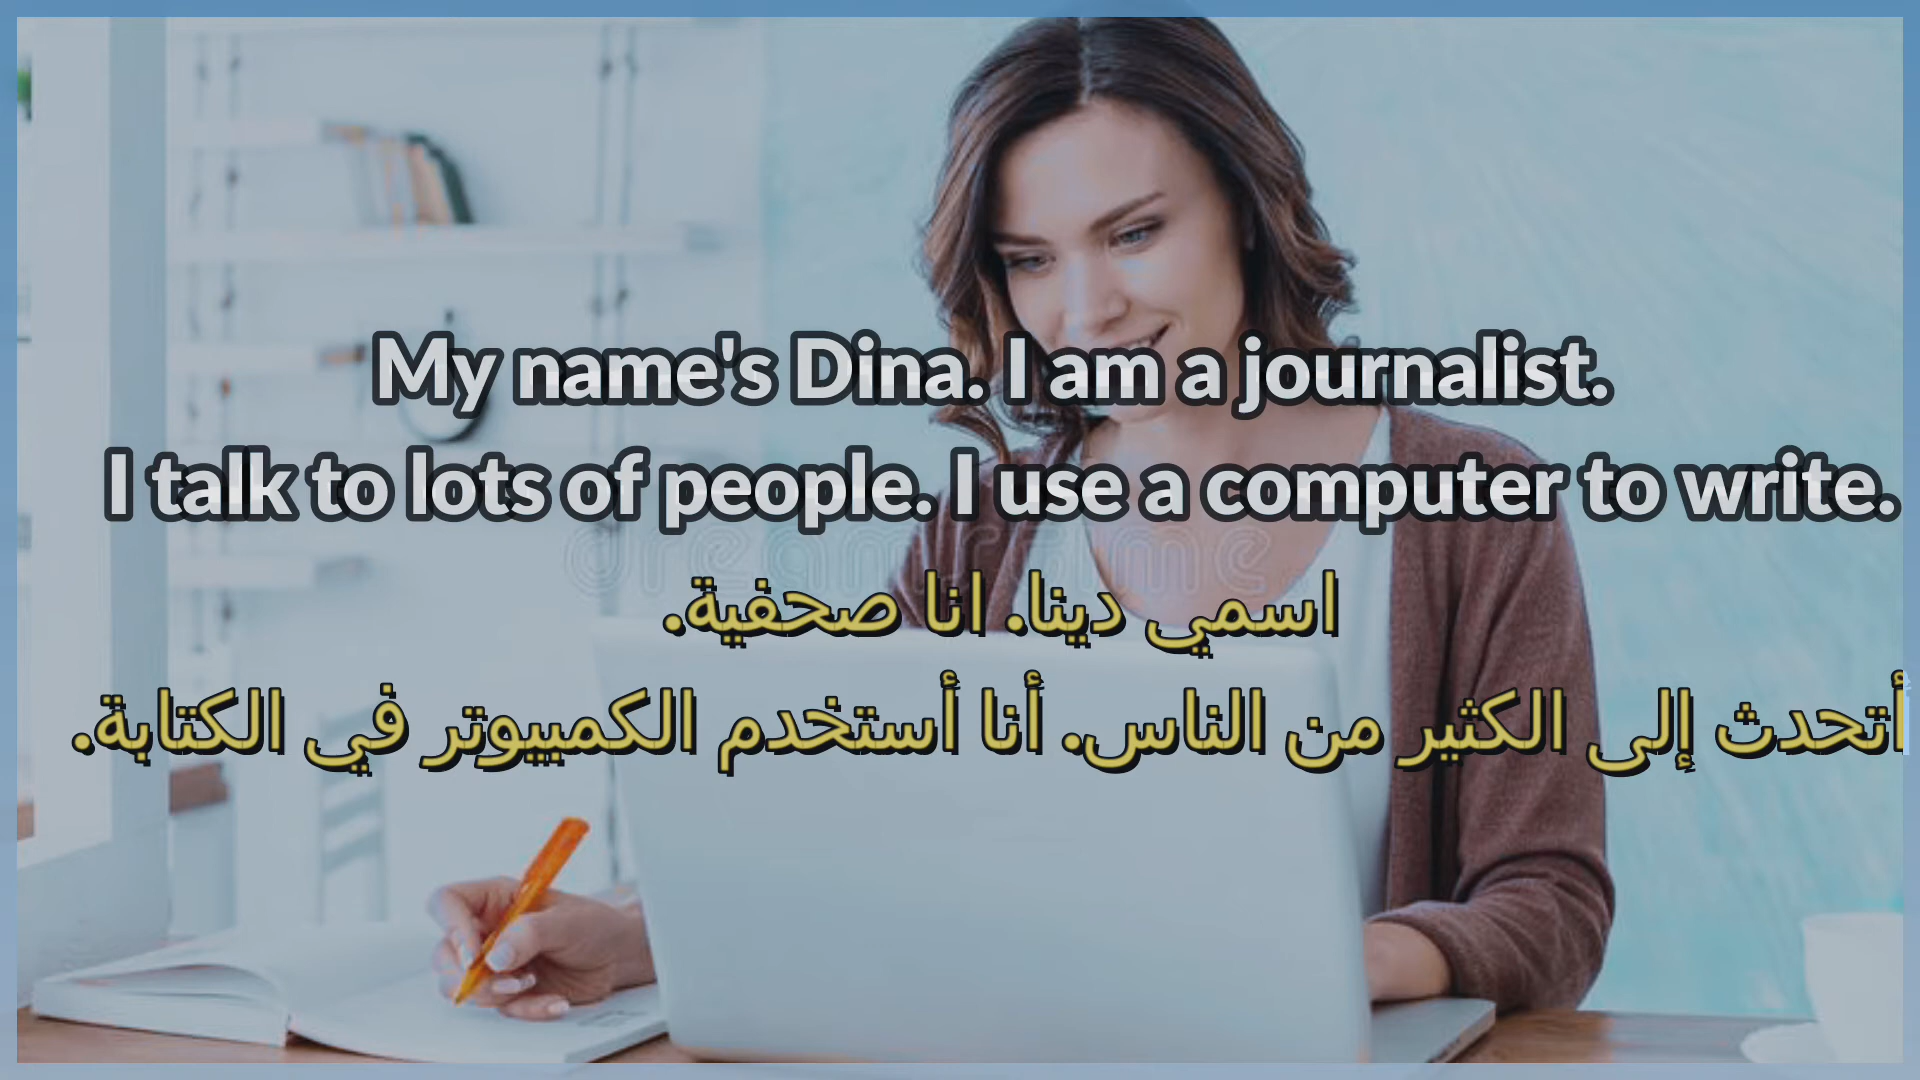 My name's Dina. I am a journalist.
I talk to lots of people. I use a computer to write.
dreamstime
اسمي دينا. انا صحفية.
أتحدث إلى الكثير من الناس. أنا أستخدم الكمبيوتر في الكتابة.